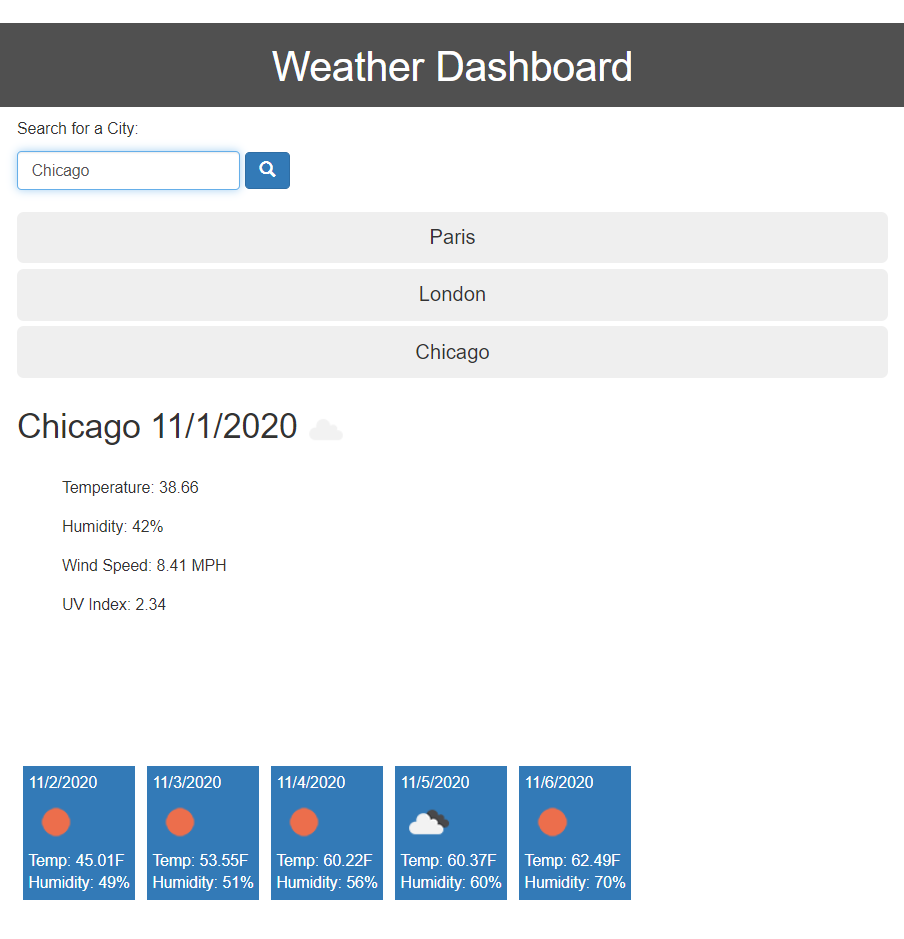 Weather Dashboard
Search for a City:
Chicago
Paris
London
Chicago
Chicago 11/1/2020
Temperature: 38.66
Humidity: 42%
Wind Speed: 8.41 MPH
UV Index: 2.34
11/2/2020
Temp: 45.01F
Humidity: 49%
11/3/2020
Temp: 53.55F
Humidity: 51%
11/4/2020
Temp: 60.22F
Humidity: 56%
11/5/2020
Temp: 60.37F
Humidity: 60%
11/6/2020
Temp: 62.49F
Humidity: 70%